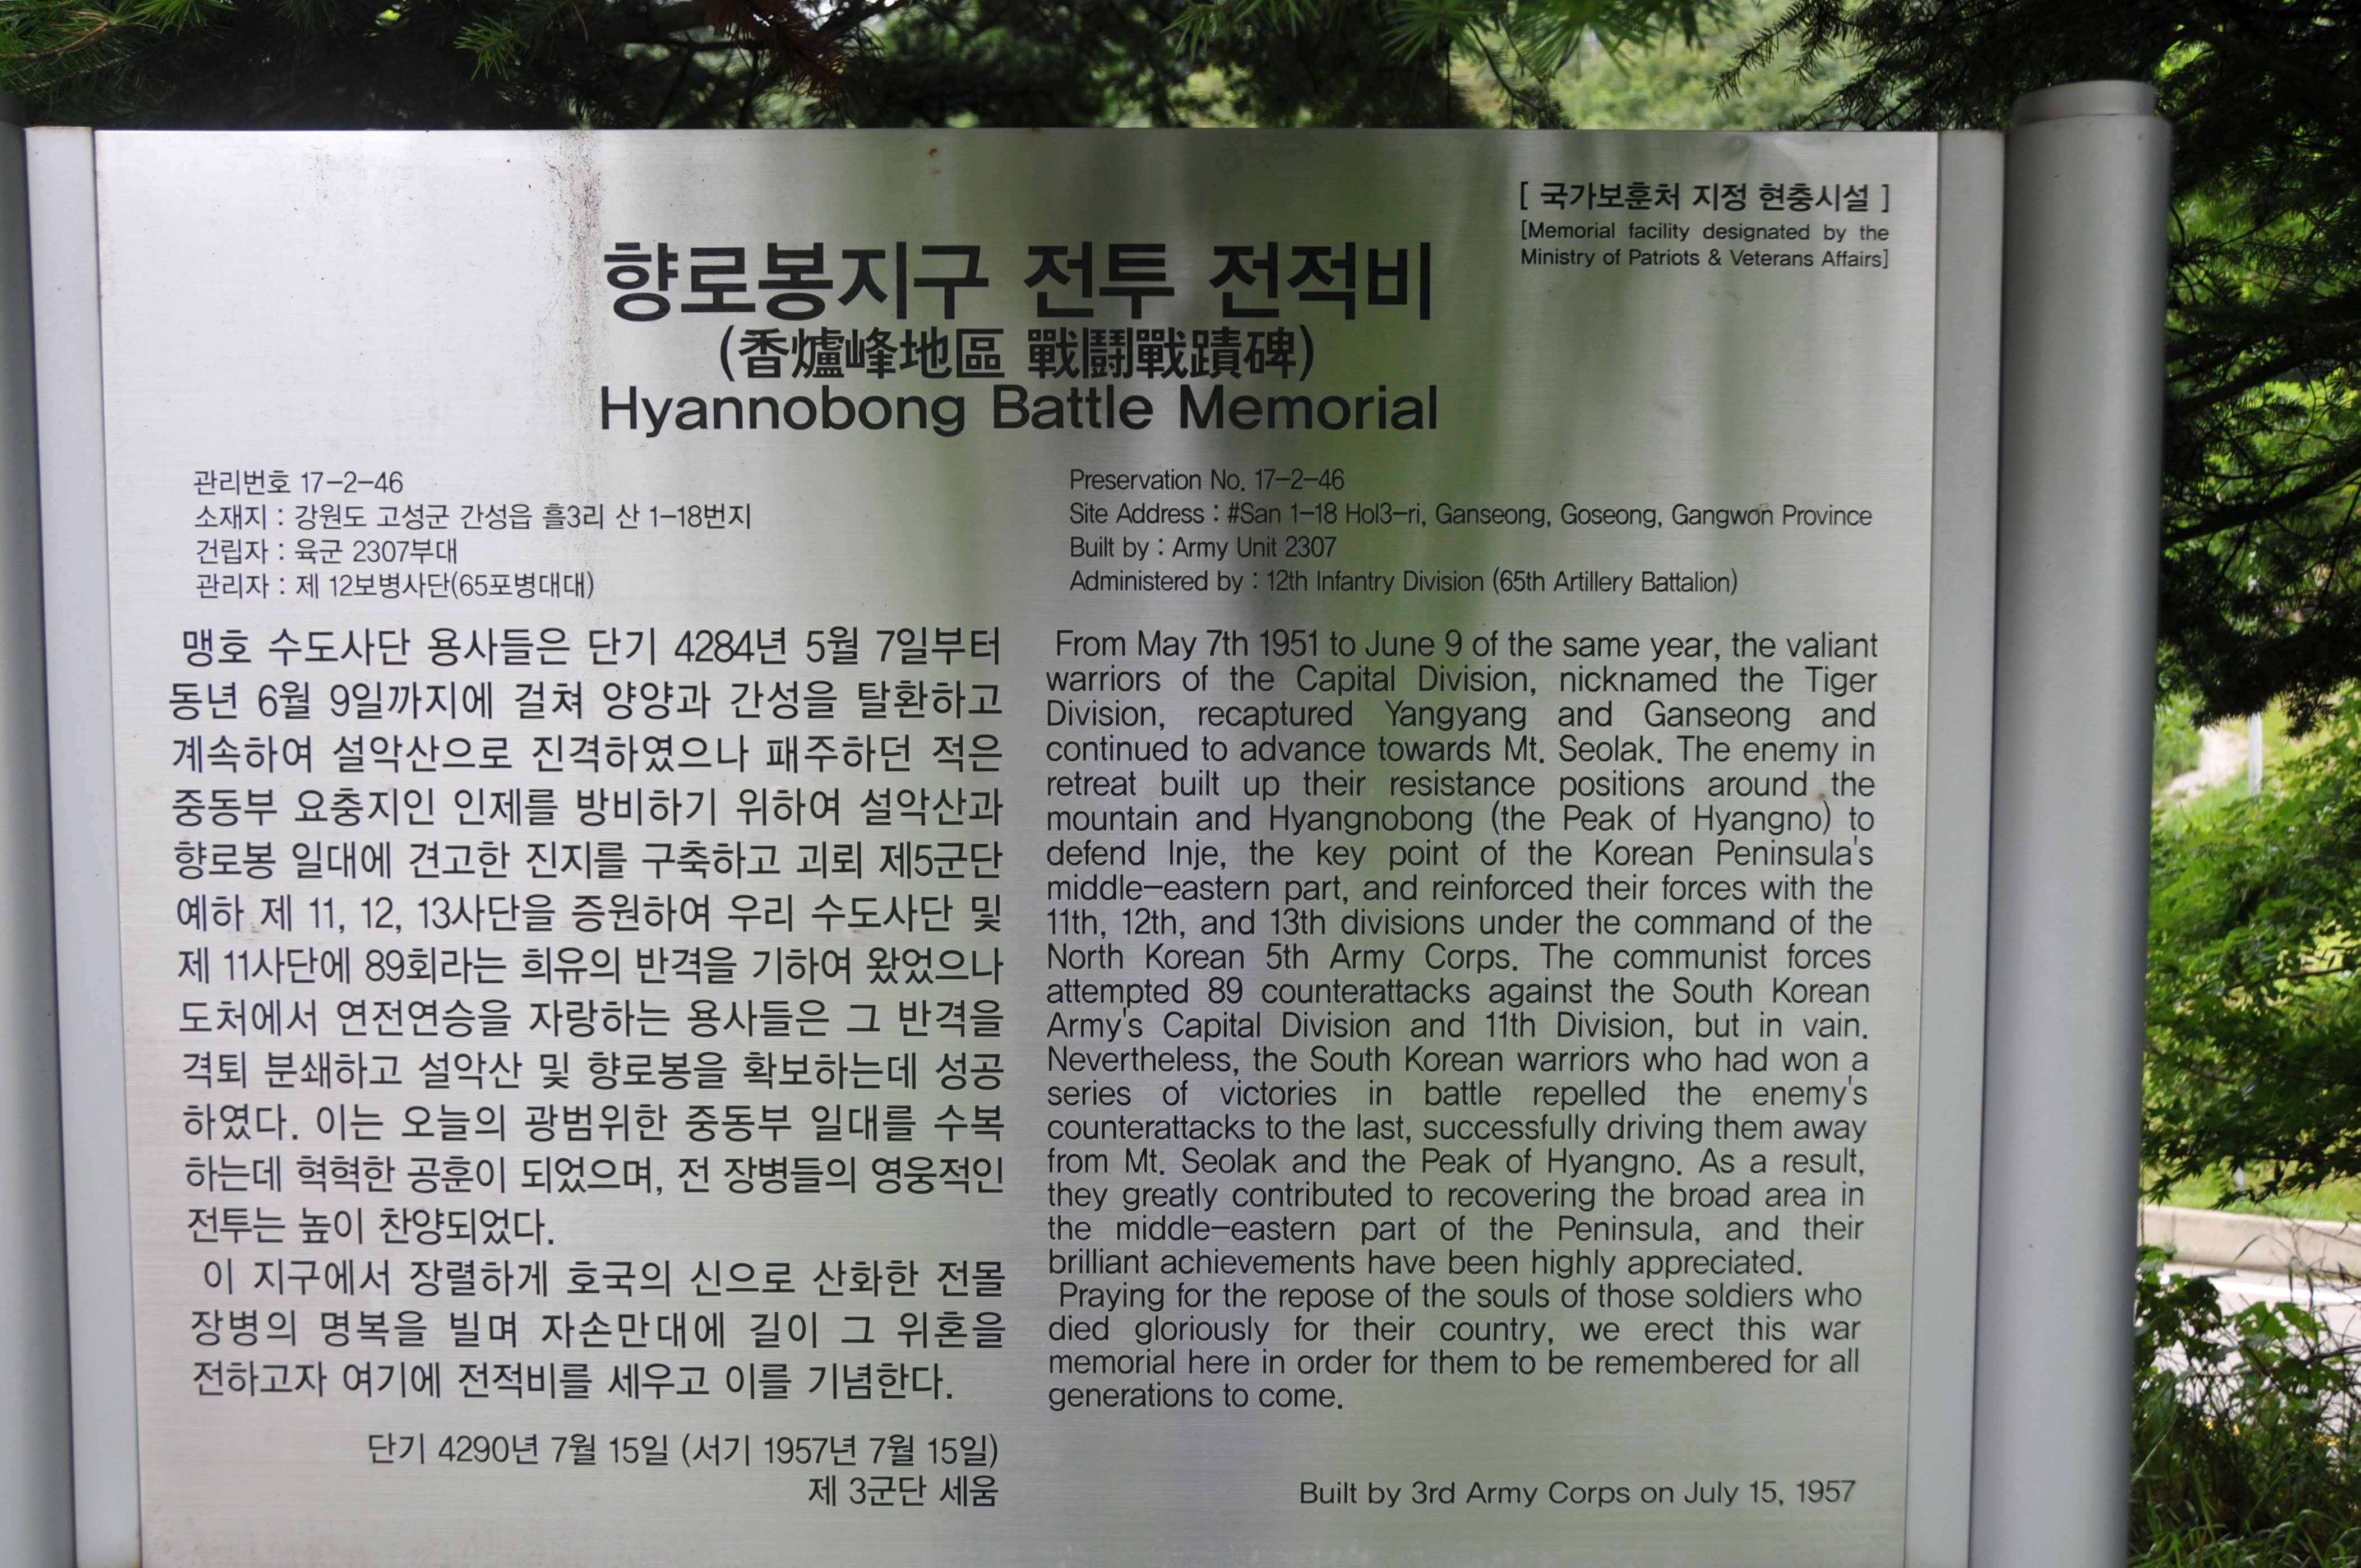 [ 국가보훈처 지정 현충시설 ]
[Memorial facility designated by the
Ministry of Patriots & Veterans Affairs]
향로봉지구 전투 전적비
(香爐峰地區 戰鬪戰蹟碑)
Hyannobong Battle Memorial
관리번호 17-2-46
소재지 : 강원도 고성군 간성읍 흘3리 산 1-18번지
건립자 : 육군 2307부대
관리자 : 제 12보병사단(65포병대대)
맹호 수도사단 용사들은 단기 4284년 5월 7일부터
동년 6월 9일까지에 걸쳐 양양과 간성을 탈환하고
계속하여 설악산으로 진격하였으나 패주하던 적은
중동부 요충지인 인제를 방비하기 위하여 설악산과
향로봉 일대에 견고한 진지를 구축하고 괴뢰 제5군단
예하 제 11, 12, 13사단을 증원하여 우리 수도사단 및
제 11사단에 89회라는 희유의 반격을 기하여 왔었으나
도처에서 연전연승을 자랑하는 용사들은 그 반격을
격퇴 분쇄하고 설악산 및 향로봉을 확보하는데 성공
하였다. 이는 오늘의 광범위한 중동부 일대를 수복
하는데 혁혁한 공훈이 되었으며, 전 장병들의 영웅적인
전투는 높이 찬양되었다.
이 지구에서 장렬하게 호국의 신으로 산화한 전몰
장병의 명복을 빌며 자손만대에 길이 그 위혼을
전하고자 여기에 전적비를 세우고 이를 기념한다.
단기 4290년 7월 15일 (서기 1957년 7월 15일)
제 3군단 세움
Preservation No. 17-2-46
Site Address : #San 1-18 Hol3-ri, Ganseong, Goseong, Gangwon Province
Built by : Army Unit 2307
Administered by : 12th Infantry Division (65th Artillery Battalion)
From May 7th 1951 to June 9 of the same year, the valiant
warriors of the Capital Division, nicknamed the Tiger
Division, recaptured Yangyang and Ganseong and
continued to advance towards Mt. Seolak. The enemy in
retreat built up their resistance positions around the
mountain and Hyangnobong (the Peak of Hyangno) to
defend Inje, the key point of the Korean Peninsula's
middle-eastern part, and reinforced their forces with the
11th, 12th, and 13th divisions under the command of the
North Korean 5th Army Corps. The communist forces
attempted 89 counterattacks against the South Korean
Army's Capital Division and 11th Division, but in vain.
Nevertheless, the South Korean warriors who had won a
series of victories in battle repelled the enemy's
counterattacks to the last, successfully driving them away
from Mt. Seolak and the Peak of Hyangno. As a result,
they greatly contributed to recovering the broad area in
the middle-eastern part of the Peninsula, and their
brilliant achievements have been highly appreciated.
Praying for the repose of the souls of those soldiers who
died gloriously for their country, we erect this war
memorial here in order for them to be remembered for all
generations to come.
Built by 3rd Army Corps on July 15, 1957